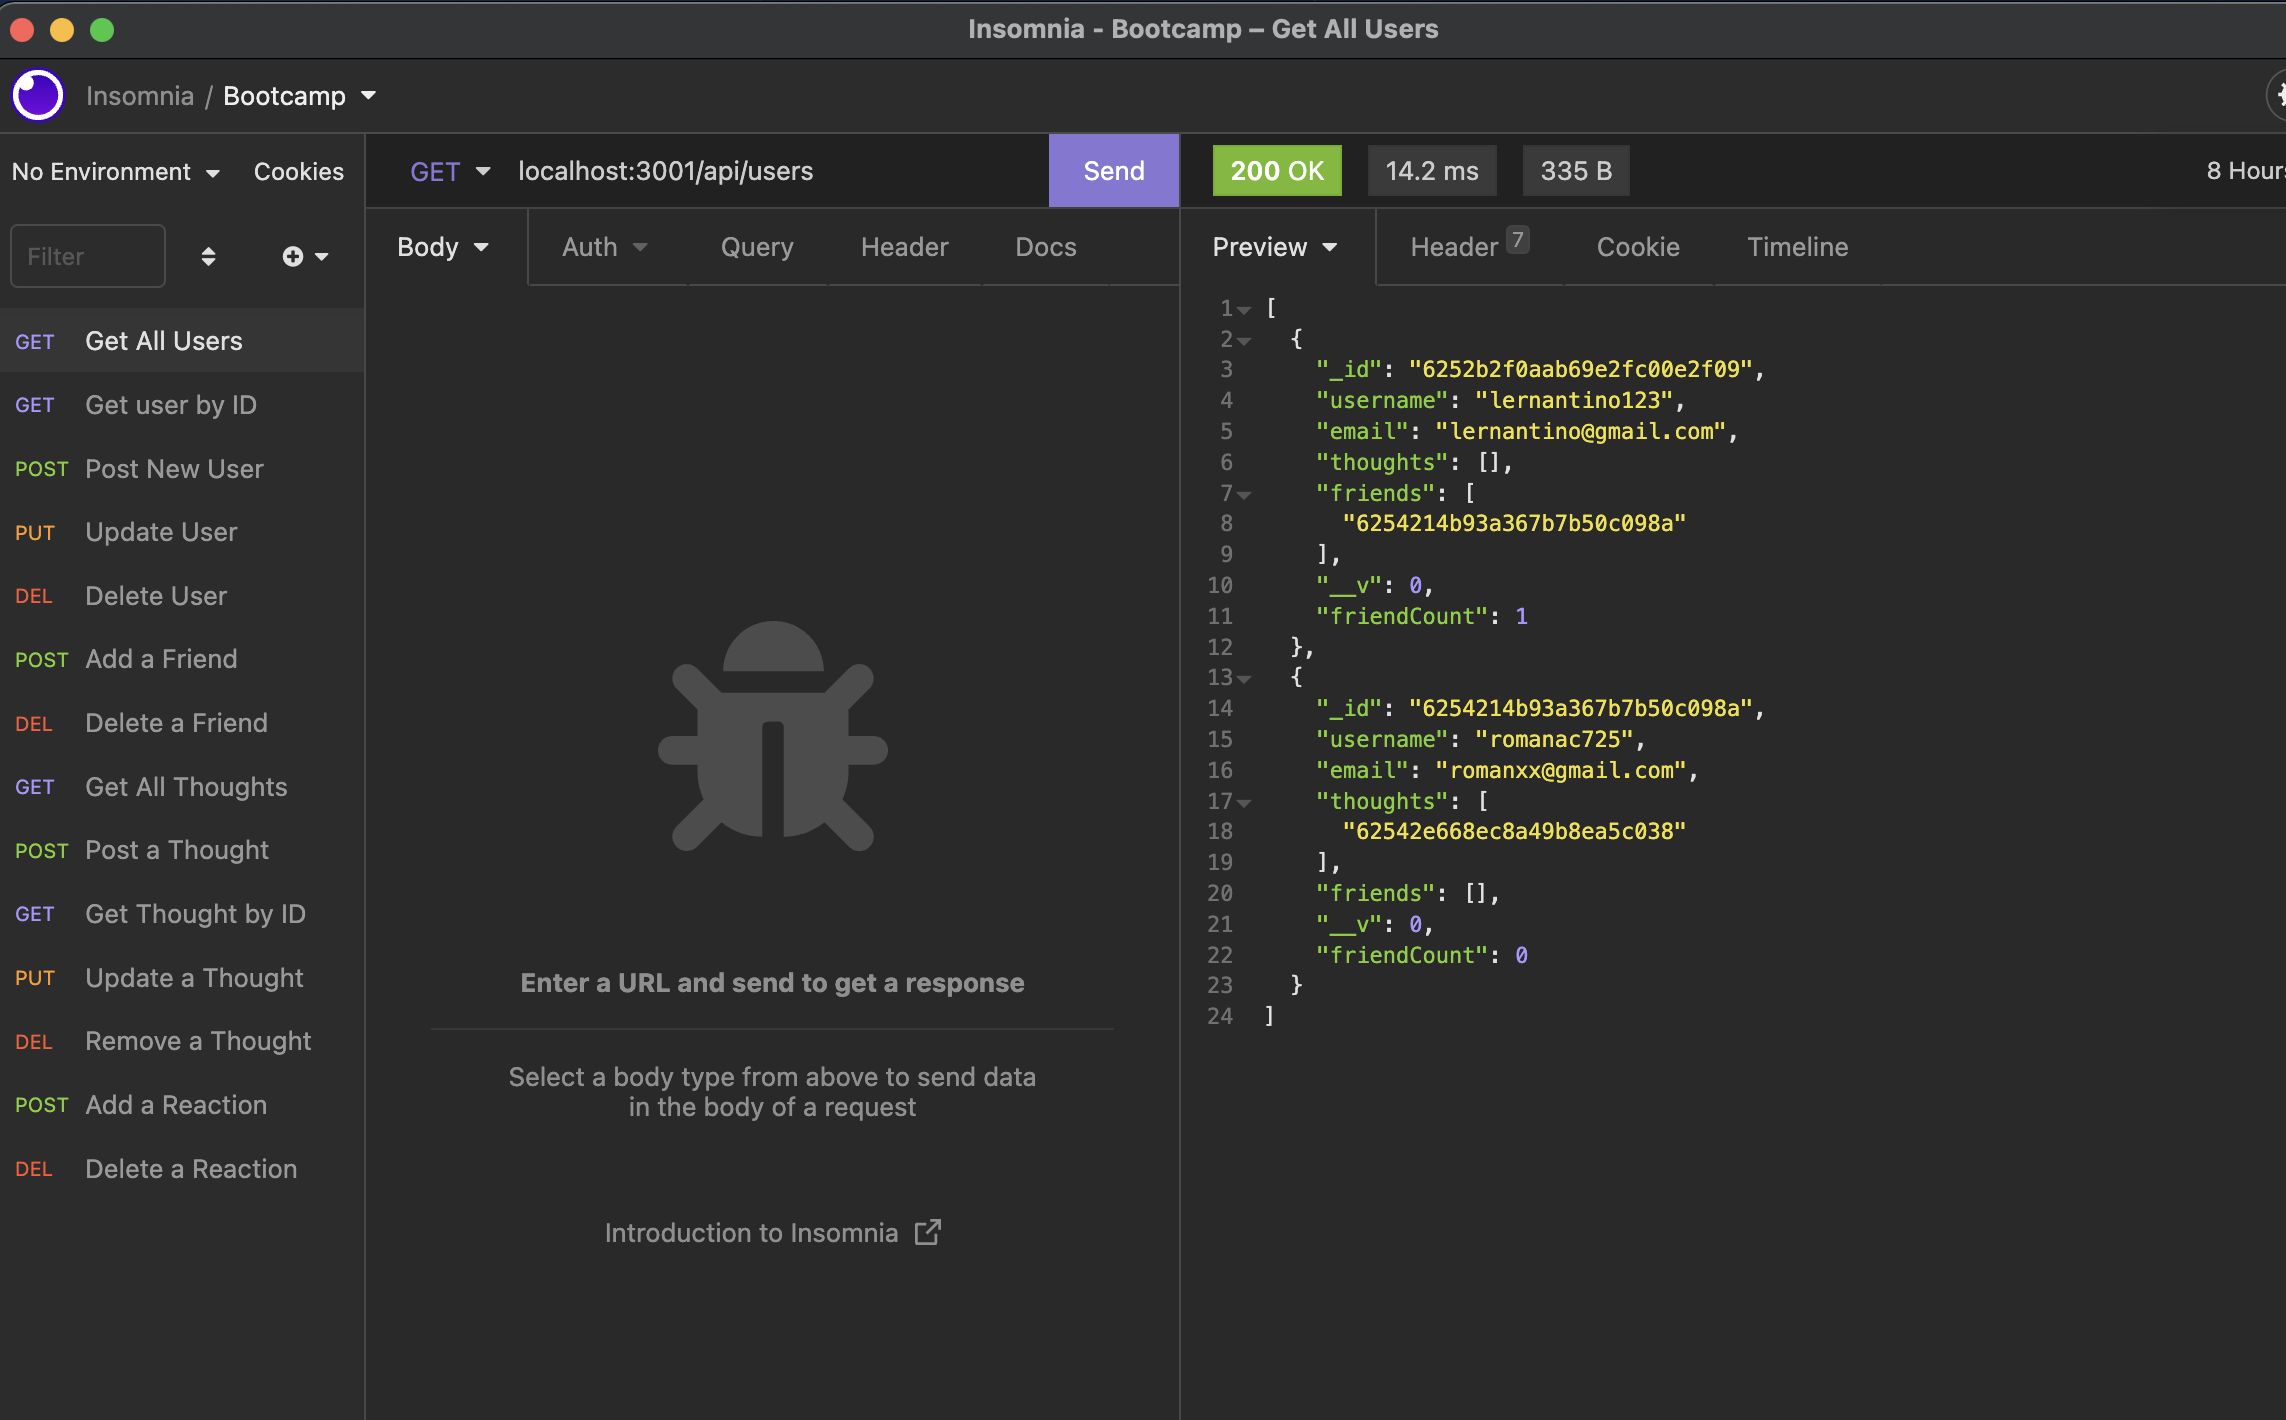 Insomnia - Bootcamp – Get All Users
Insomnia / Bootcamp
No Environment Cookies
Filter
GET Get All Users
GET Get user by ID
POST Post New User
PUT Update User
DEL Delete User
POST Add a Friend
DEL Delete a Friend
GET Get All Thoughts
POST Post a Thought
GET Get Thought by ID
PUT Update a Thought
DEL Remove a Thought
POST Add a Reaction
DEL Delete a Reaction
GET localhost:3001/api/users Send
Body Auth Query Header Docs
Enter a URL and send to get a response
Select a body type from above to send data
in the body of a request
Introduction to Insomnia
200 OK 14.2 ms 335 B 8 Hour
Preview Header 7 Cookie Timeline
1 [
2 {
3 "_id": "6252b2f0aab69e2fc00e2f09",
4 "username": "lernantino123",
5 "email": "lernantino@gmail.com",
6 "thoughts": [],
7 "friends": [
8 "6254214b93a367b7b50c098a"
9 ],
10 "__v": 0,
11 "friendCount": 1
12 },
13 {
14 "_id": "6254214b93a367b7b50c098a",
15 "username": "romanac725",
16 "email": "romanxx@gmail.com",
17 "thoughts": [
18 "62542e668ec8a49b8ea5c038"
19 ],
20 "friends": [],
21 "__v": 0,
22 "friendCount": 0
23 }
24 ]